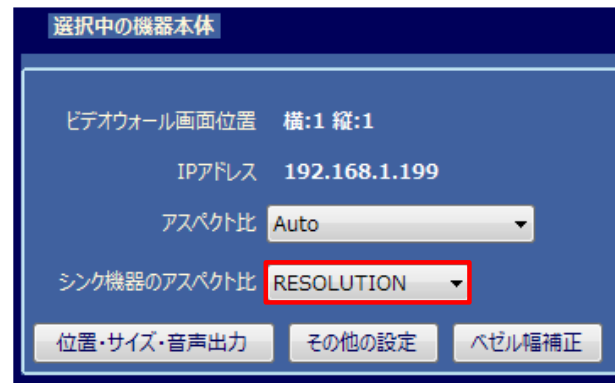 選択中の機器本体
ビデオウォール画面位置 横:1 縦:1
IPアドレス 192.168.1.199
アスペクト比 Auto
シンク機器のアスペクト比 RESOLUTION
位置・サイズ・音声出力 その他の設定 ベゼル幅補正